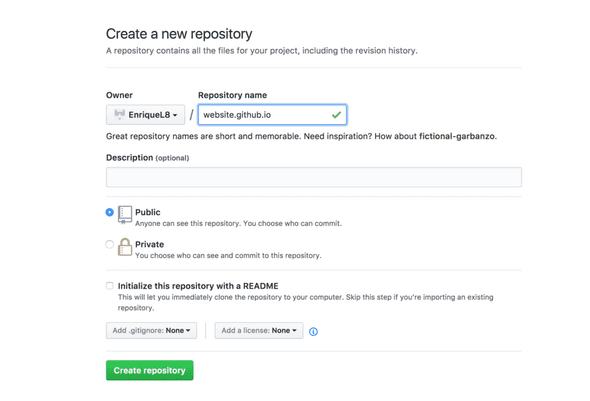 Create a new repository
A repository contains all the files for your project, including the revision history.
Owner
Repository name
EnriqueL8 / website.github.io
Great repository names are short and memorable. Need inspiration? How about fictional-garbanzo.
Description (optional)
Public
Anyone can see this repository. You choose who can commit.
Private
You choose who can see and commit to this repository.
Initialize this repository with a README
This will let you immediately clone the repository to your computer. Skip this step if you're importing an existing
repository.
Add .gitignore: None
Add a license: None
Create repository